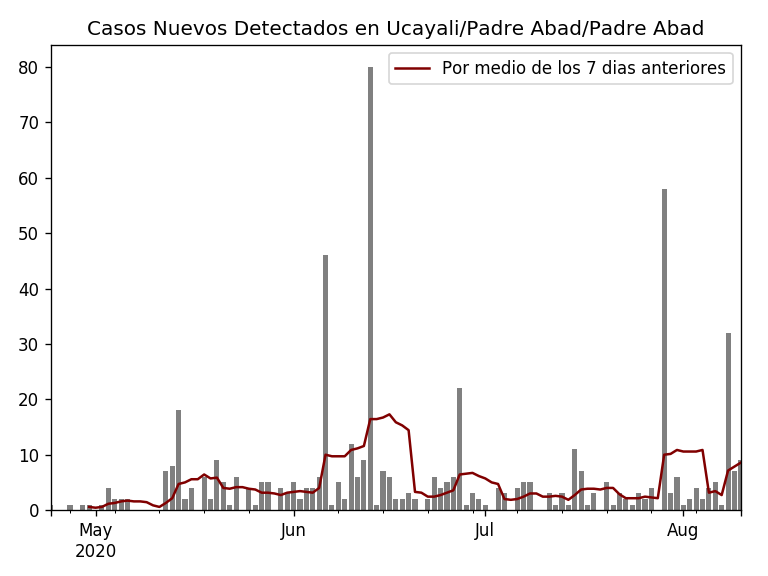 Casos Nuevos Detectados en Ucayali/Padre Abad/Padre Abad
Por medio de los 7 dias anteriores
80
70
60
50
40
30
20
10
0
May
2020
Jun
Jul
Aug